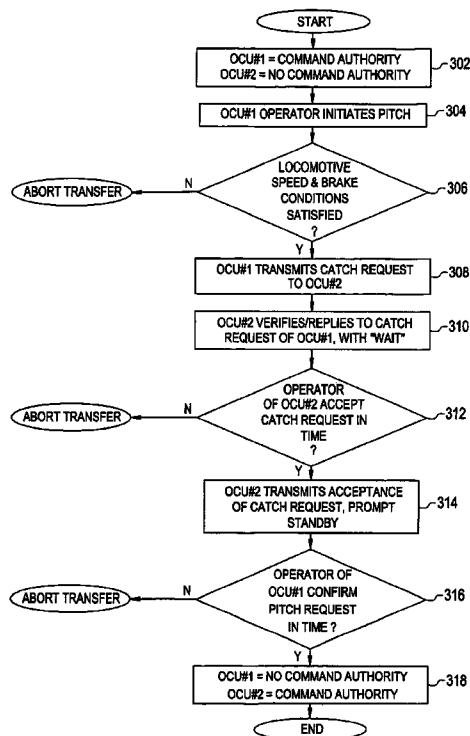 START
OCU#1 = COMMAND AUTHORITY
OCU#2 = NO COMMAND AUTHORITY
302
OCU#1 OPERATOR INITIATES PITCH
304
LOCOMOTIVE
SPEED & BRAKE
CONDITIONS
SATISFIED
?
306
N
ABORT TRANSFER
Y
OCU#1 TRANSMITS CATCH REQUEST
TO OCU#2
308
OCU#2 VERIFIES/REPLIES TO CATCH
REQUEST OF OCU#1, WITH "WAIT"
310
OPERATOR
OF OCU#2 ACCEPT
CATCH REQUEST IN
TIME
?
312
N
ABORT TRANSFER
Y
OCU#2 TRANSMITS ACCEPTANCE
OF CATCH REQUEST, PROMPT
STANDBY
314
OPERATOR OF
OCU#1 CONFIRM
PITCH REQUEST
IN TIME ?
316
N
ABORT TRANSFER
Y
OCU#1 = NO COMMAND AUTHORITY
OCU#2 = COMMAND AUTHORITY
318
END